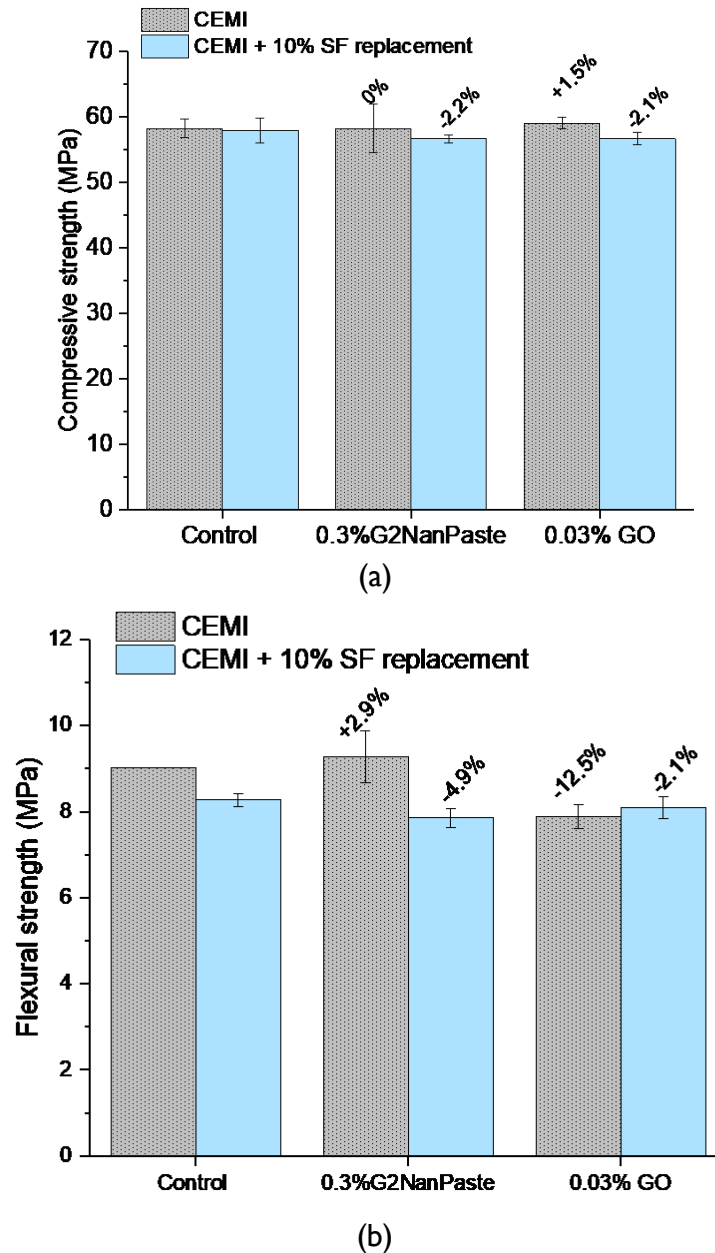 CEMI
CEMI + 10% SF replacement
Compressive strength (MPa)
70
60
50
40
30
20
10
0
0%
-2.2%
+1.5%
-2.1%
Control
0.3%G2NanPaste
0.03% GO
(a)
CEMI
CEMI + 10% SF replacement
Flexural strength (MPa)
12
10
8
6
4
2
0
+2.9%
-4.9%
-12.5%
-2.1%
Control
0.3%G2NanPaste
0.03% GO
(b)